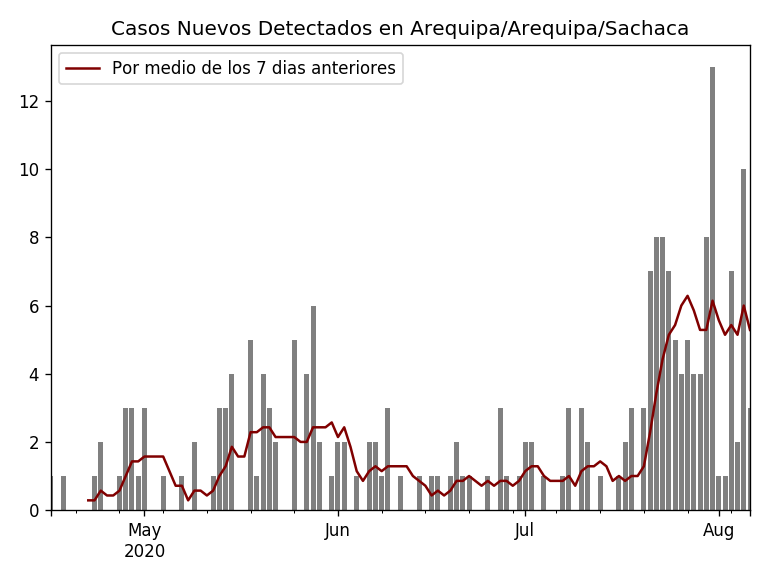 Casos Nuevos Detectados en Arequipa/Arequipa/Sachaca
Por medio de los 7 dias anteriores
12
10
8
6
4
2
0
May
2020
Jun
Jul
Aug